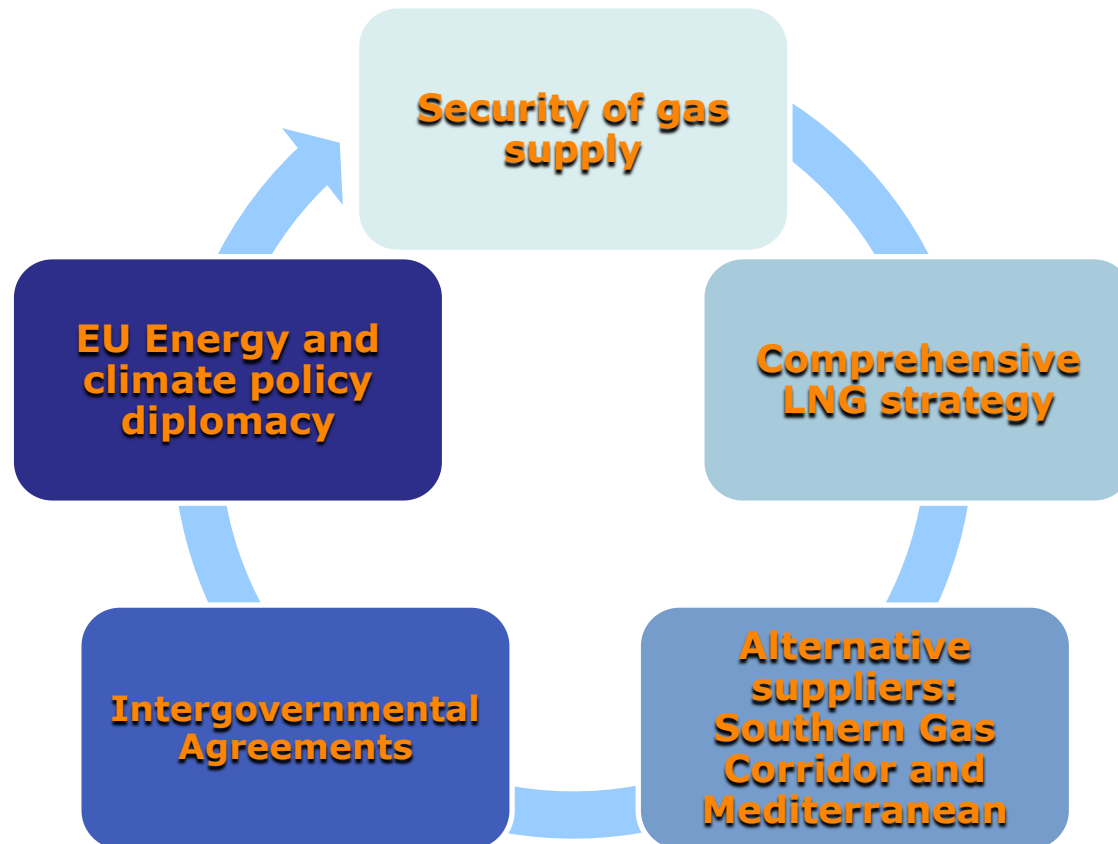 Security of gas
supply
Comprehensive
LNG strategy
Alternative
suppliers:
Southern Gas
Corridor and
Mediterranean
Intergovernmental
Agreements
EU Energy and
climate policy
diplomacy